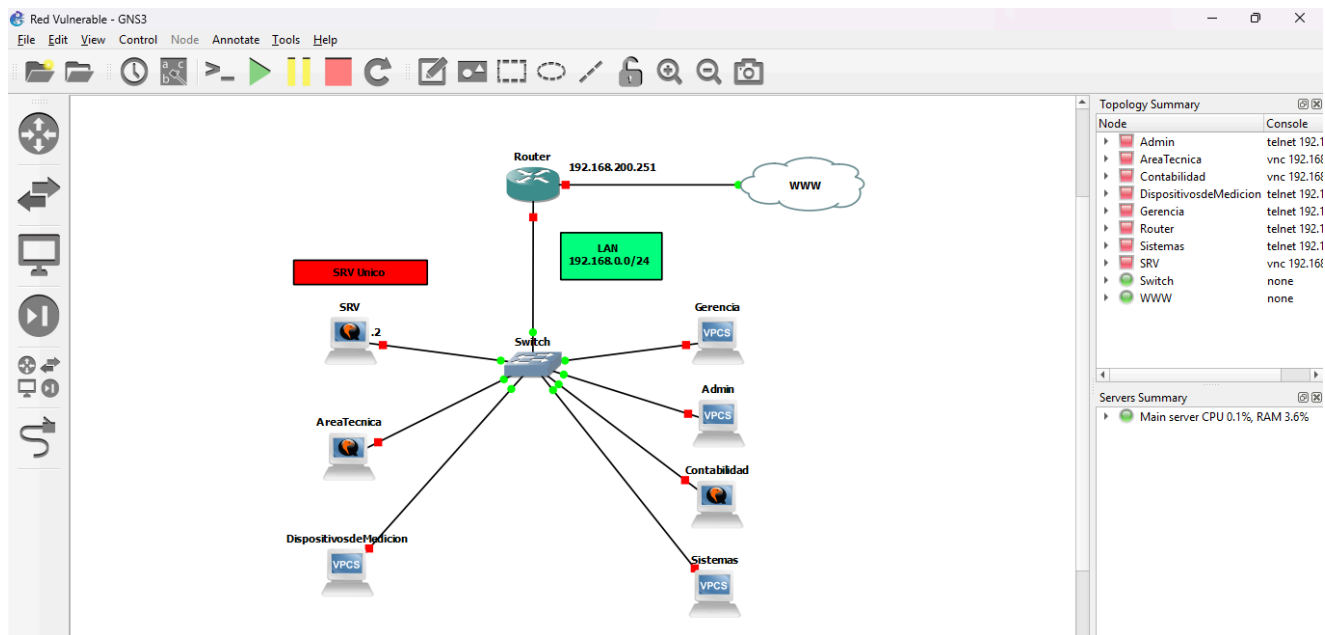 Red Vulnerable - GNS3
File Edit View Control Node Annotate Tools Help
Router
192.168.200.251
WWW
LAN
192.168.0.0/24
SRV Unico
SRV
.2
Gerencia
VPCS
Switch
Admin
VPCS
AreaTecnica
Contabilidad
DispositivosdeMedicion
VPCS
Sistemas
VPCS
Topology Summary
Node Console
Admin telnet 192.1
AreaTecnica vnc 192.168
Contabilidad vnc 192.168
DispositivosdeMedicion telnet 192.1
Gerencia telnet 192.1
Router telnet 192.1
Sistemas telnet 192.1
SRV vnc 192.168
Switch none
WWW none
Servers Summary
Main server CPU 0.1%, RAM 3.6%